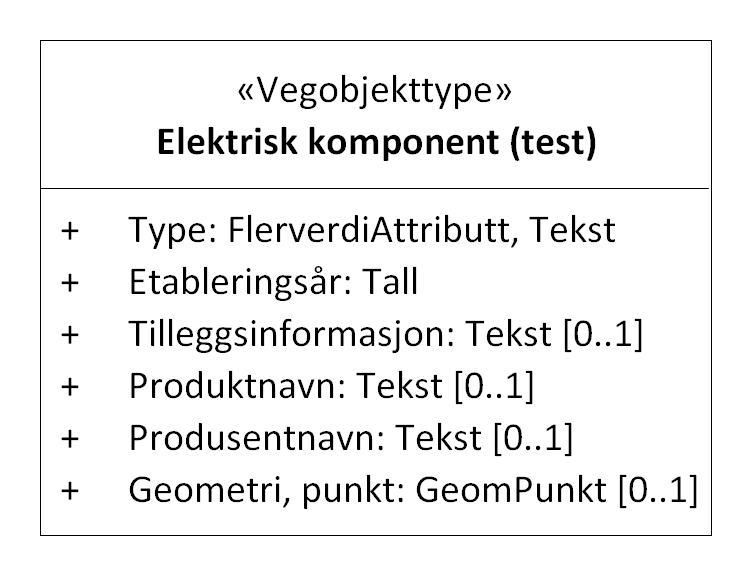 «Vegobjekttype»
Elektrisk komponent (test)
+ Type: FlerverdiAttributt, Tekst
+ Etableringsår: Tall
+ Tilleggsinformasjon: Tekst [0..1]
+ Produktnavn: Tekst [0..1]
+ Produsentnavn: Tekst [0..1]
+ Geometri, punkt: GeomPunkt [0..1]